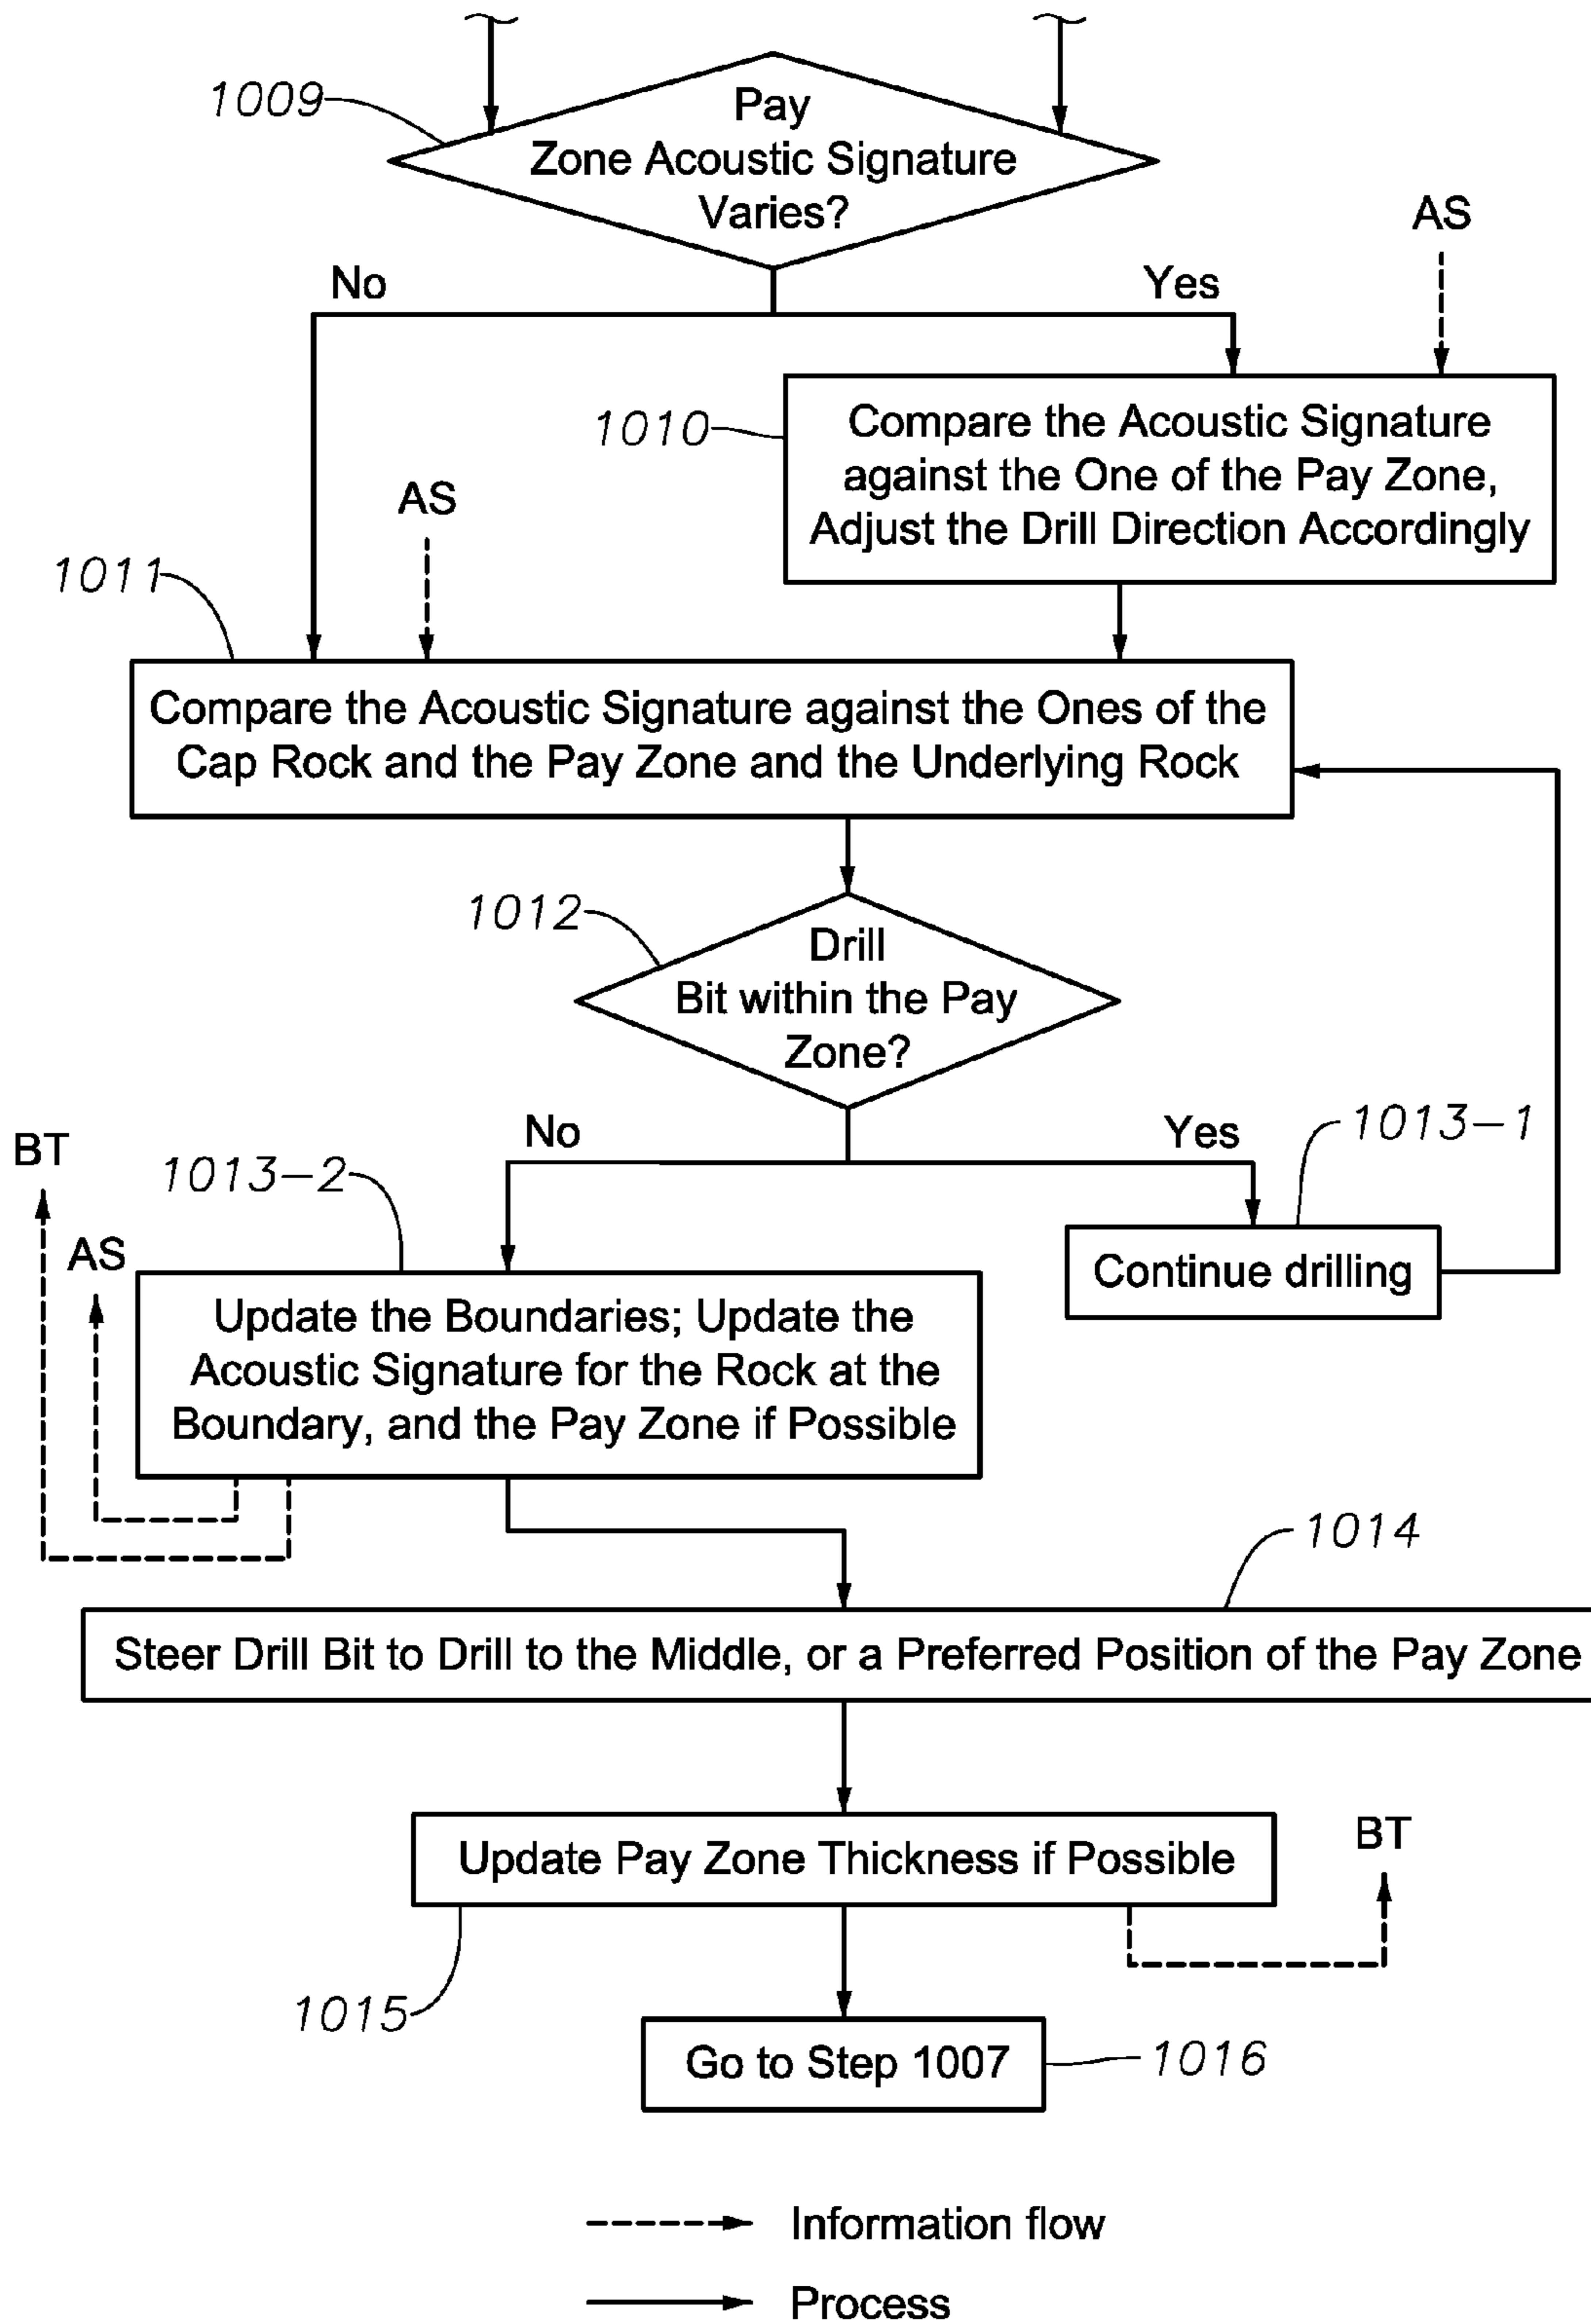 1009
Pay
Zone Acoustic Signature
Varies?
No
Yes
AS
1010
Compare the Acoustic Signature
against the One of the Pay Zone,
Adjust the Drill Direction Accordingly
AS
1011
Compare the Acoustic Signature against the Ones of the
Cap Rock and the Pay Zone and the Underlying Rock
1012
Drill
Bit within the Pay
Zone?
No
Yes
1013-1
BT
1013-2
AS
Continue drilling
Update the Boundaries; Update the
Acoustic Signature for the Rock at the
Boundary, and the Pay Zone if Possible
1014
Steer Drill Bit to Drill to the Middle, or a Preferred Position of the Pay Zone
BT
Update Pay Zone Thickness if Possible
1015
Go to Step 1007
1016
Information flow
Process